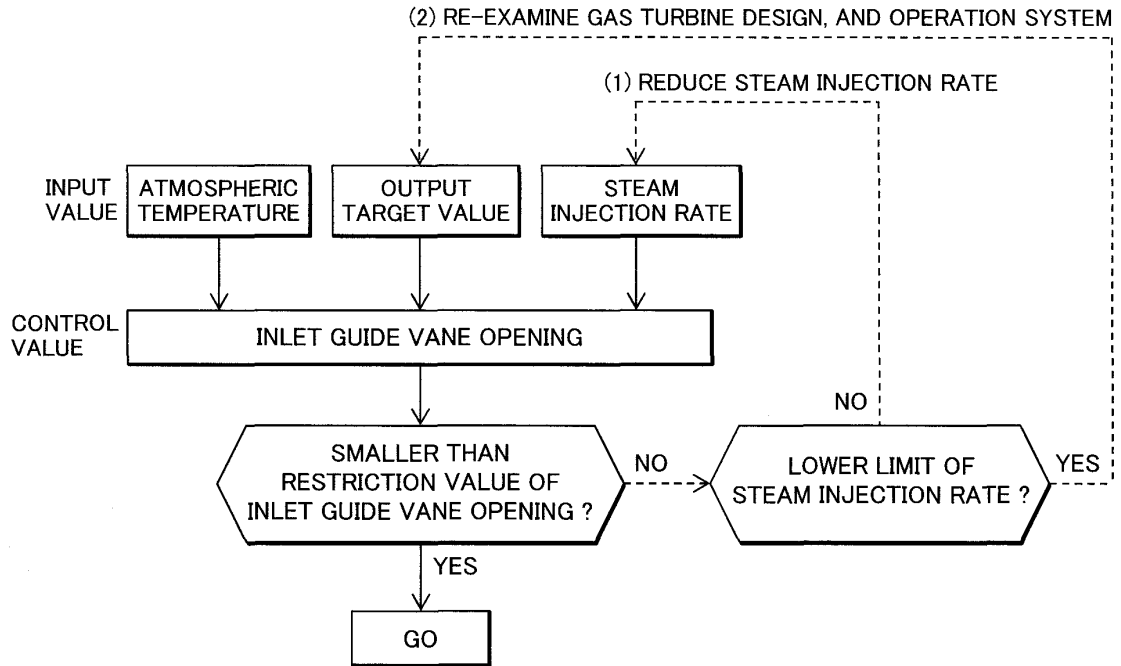 (2) RE-EXAMINE GAS TURBINE DESIGN, AND OPERATION SYSTEM
(1) REDUCE STEAM INJECTION RATE
INPUT
VALUE
ATMOSPHERIC
TEMPERATURE
OUTPUT
TARGET VALUE
STEAM
INJECTION RATE
CONTROL
VALUE
INLET GUIDE VANE OPENING
NO
SMALLER THAN
RESTRICTION VALUE OF
INLET GUIDE VANE OPENING ?
NO
LOWER LIMIT OF
STEAM INJECTION RATE ?
YES
YES
GO